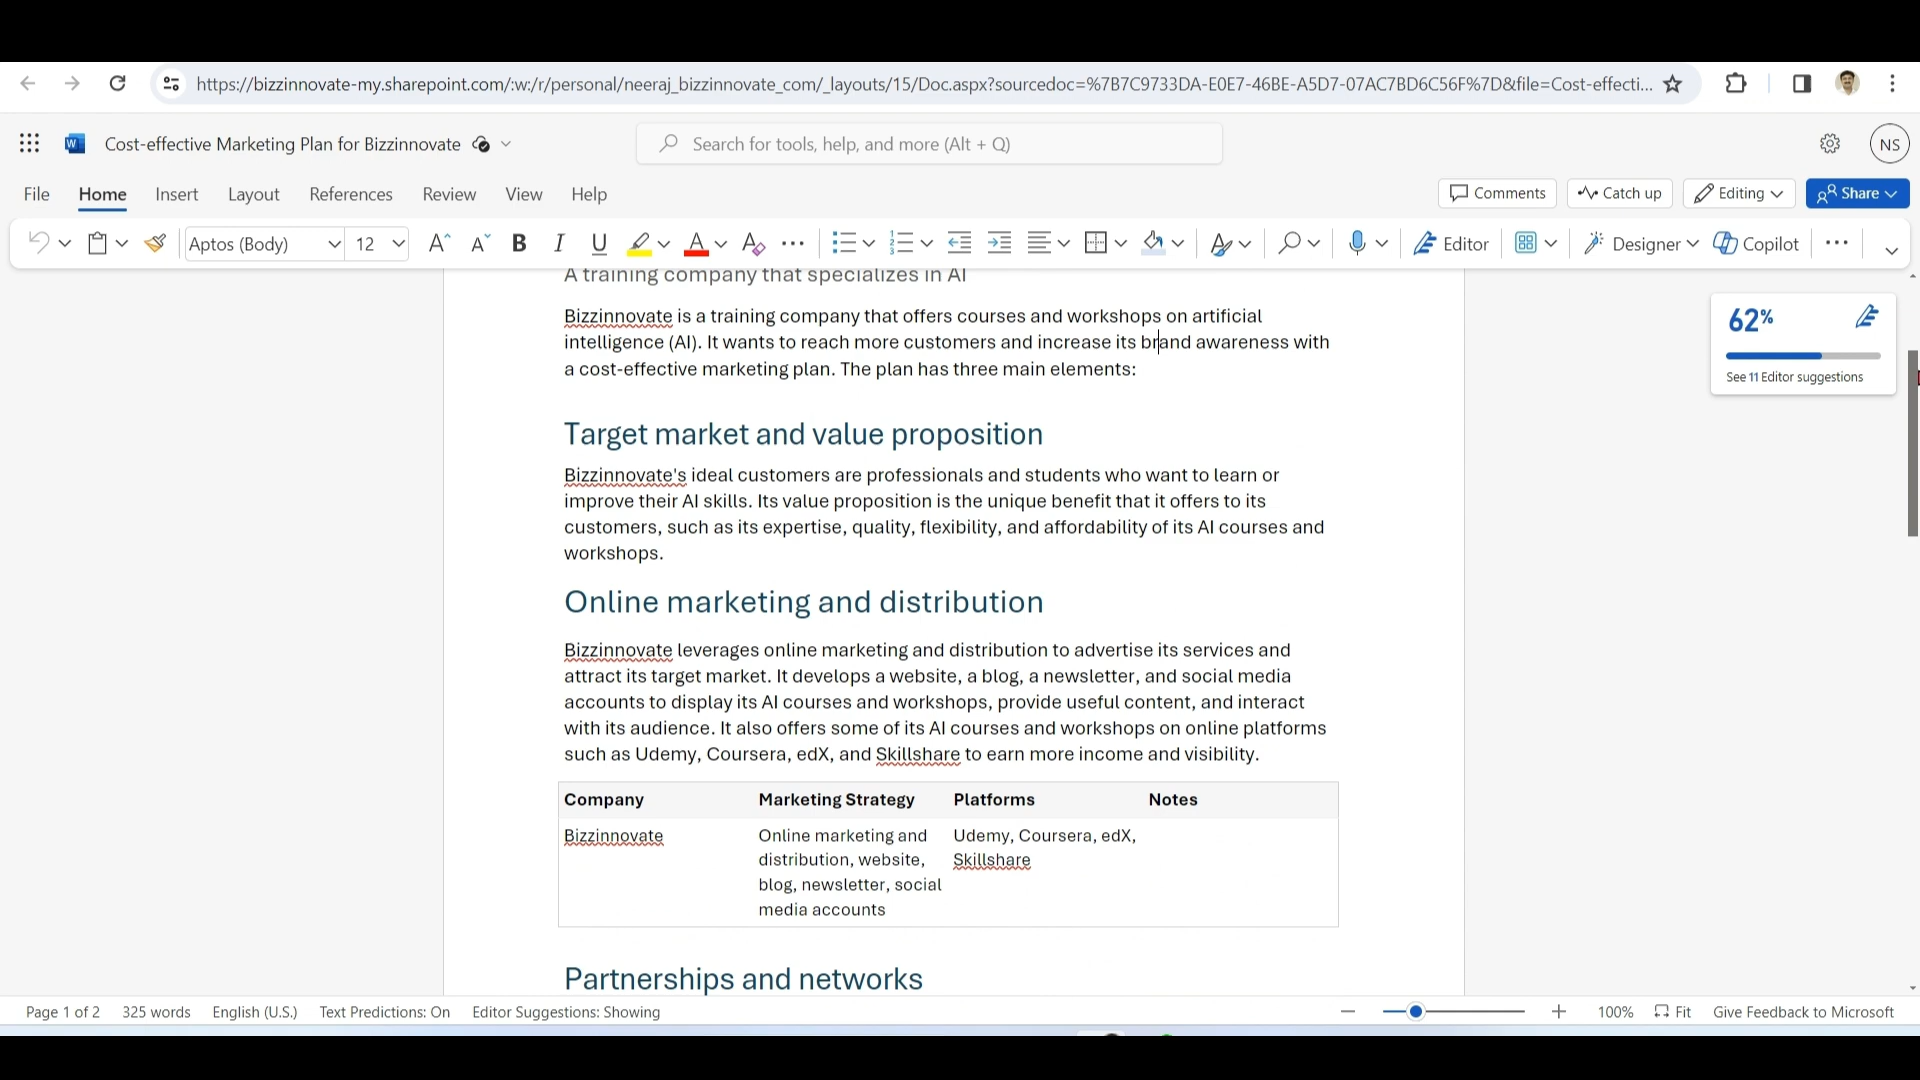 https://bizzinnovate-my.sharepoint.com/:w:/r/personal/neeraj_bizzinnovate_com/_layouts/15/Doc.aspx?sourcedoc=%7B7C9733DA-E0E7-46BE-A5D7-07AC7BD6C56F%7D&file=Cost-effecti...
Cost-effective Marketing Plan for Bizzinnovate
Search for tools, help, and more (Alt + Q)
NS
File Home Insert Layout References Review View Help
Comments Catch up Editing Share
Aptos (Body) 12
Editor Designer Copilot
A training company that specializes in AI
Bizzinnovate is a training company that offers courses and workshops on artificial
intelligence (AI). It wants to reach more customers and increase its brand awareness with
a cost-effective marketing plan. The plan has three main elements:
62%
See 11 Editor suggestions
Target market and value proposition
Bizzinnovate's ideal customers are professionals and students who want to learn or
improve their AI skills. Its value proposition is the unique benefit that it offers to its
customers, such as its expertise, quality, flexibility, and affordability of its AI courses and
workshops.
Online marketing and distribution
Bizzinnovate leverages online marketing and distribution to advertise its services and
attract its target market. It develops a website, a blog, a newsletter, and social media
accounts to display its AI courses and workshops, provide useful content, and interact
with its audience. It also offers some of its AI courses and workshops on online platforms
such as Udemy, Coursera, edX, and Skillshare to earn more income and visibility.
Company Marketing Strategy Platforms Notes
Bizzinnovate Online marketing and Udemy, Coursera, edX,
distribution, website, Skillshare
blog, newsletter, social
media accounts
Partnerships and networks
Page 1 of 2 325 words English (U.S.) Text Predictions: On Editor Suggestions: Showing 100% Fit Give Feedback to Microsoft